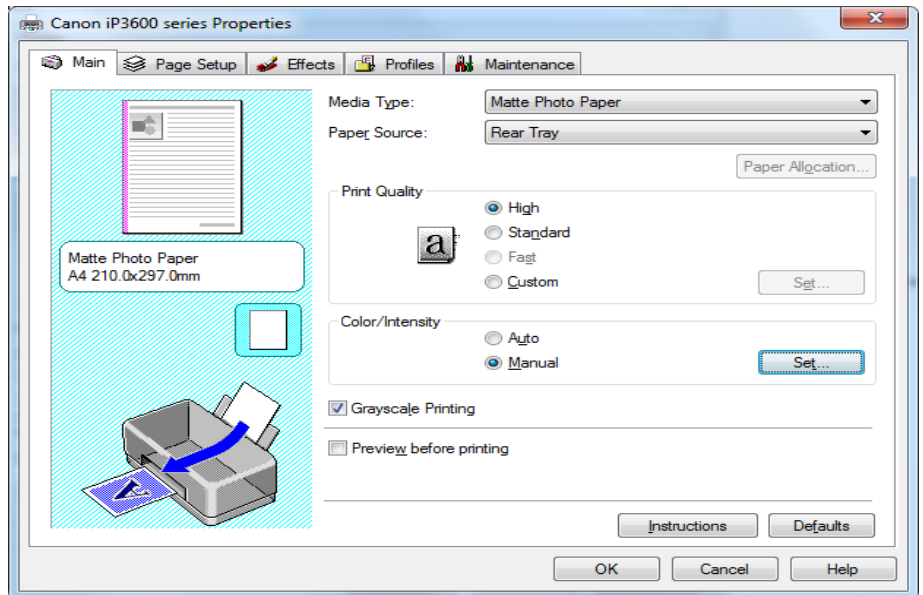 Canon iP3600 series Properties
Main Page Setup Effects Profiles Maintenance
Media Type: Matte Photo Paper
Paper Source: Rear Tray
Paper Allocation...
Print Quality
High
a Standard
Fast
Custom Set...
Matte Photo Paper
A4 210.0x297.0mm
Color/Intensity
Auto
Manual Set...
Grayscale Printing
Preview before printing
A
Instructions Defaults
OK Cancel Help